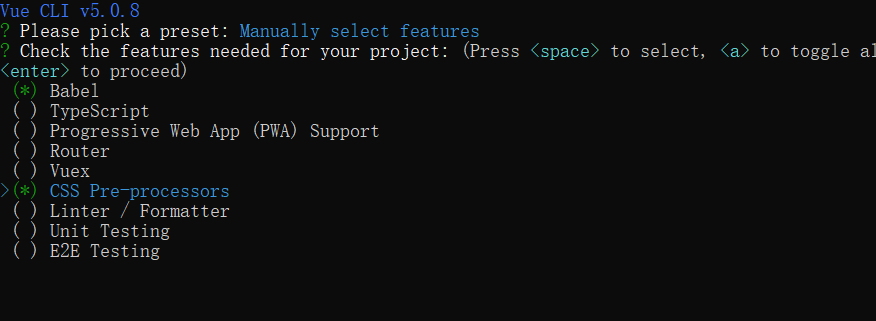 Vue CLI v5.0.8
? Please pick a preset: Manually select features
? Check the features needed for your project: (Press <space> to select, <a> to toggle al
<enter> to proceed)
(*) Babel
( ) TypeScript
( ) Progressive Web App (PWA) Support
( ) Router
( ) Vuex
>(*) CSS Pre-processors
( ) Linter / Formatter
( ) Unit Testing
( ) E2E Testing